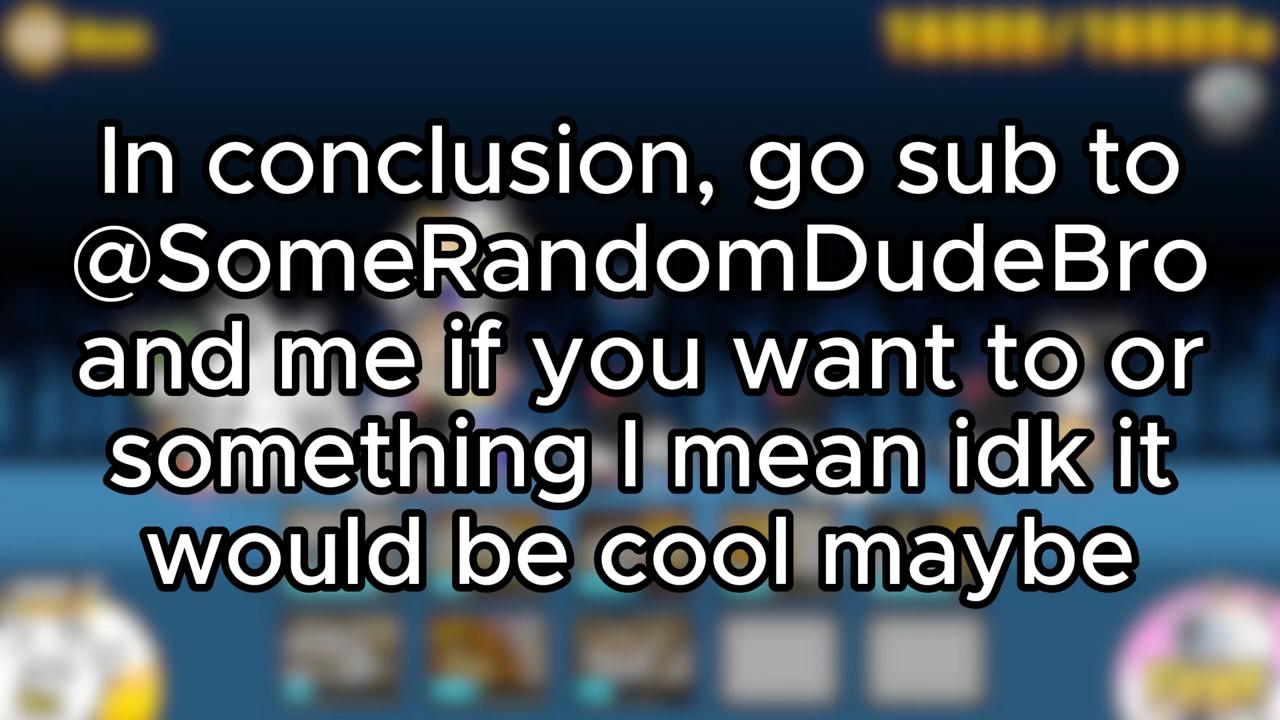 In conclusion, go sub to
@SomeRandomDudeBro
and me if you want to or
something I mean idk it
would be cool maybe